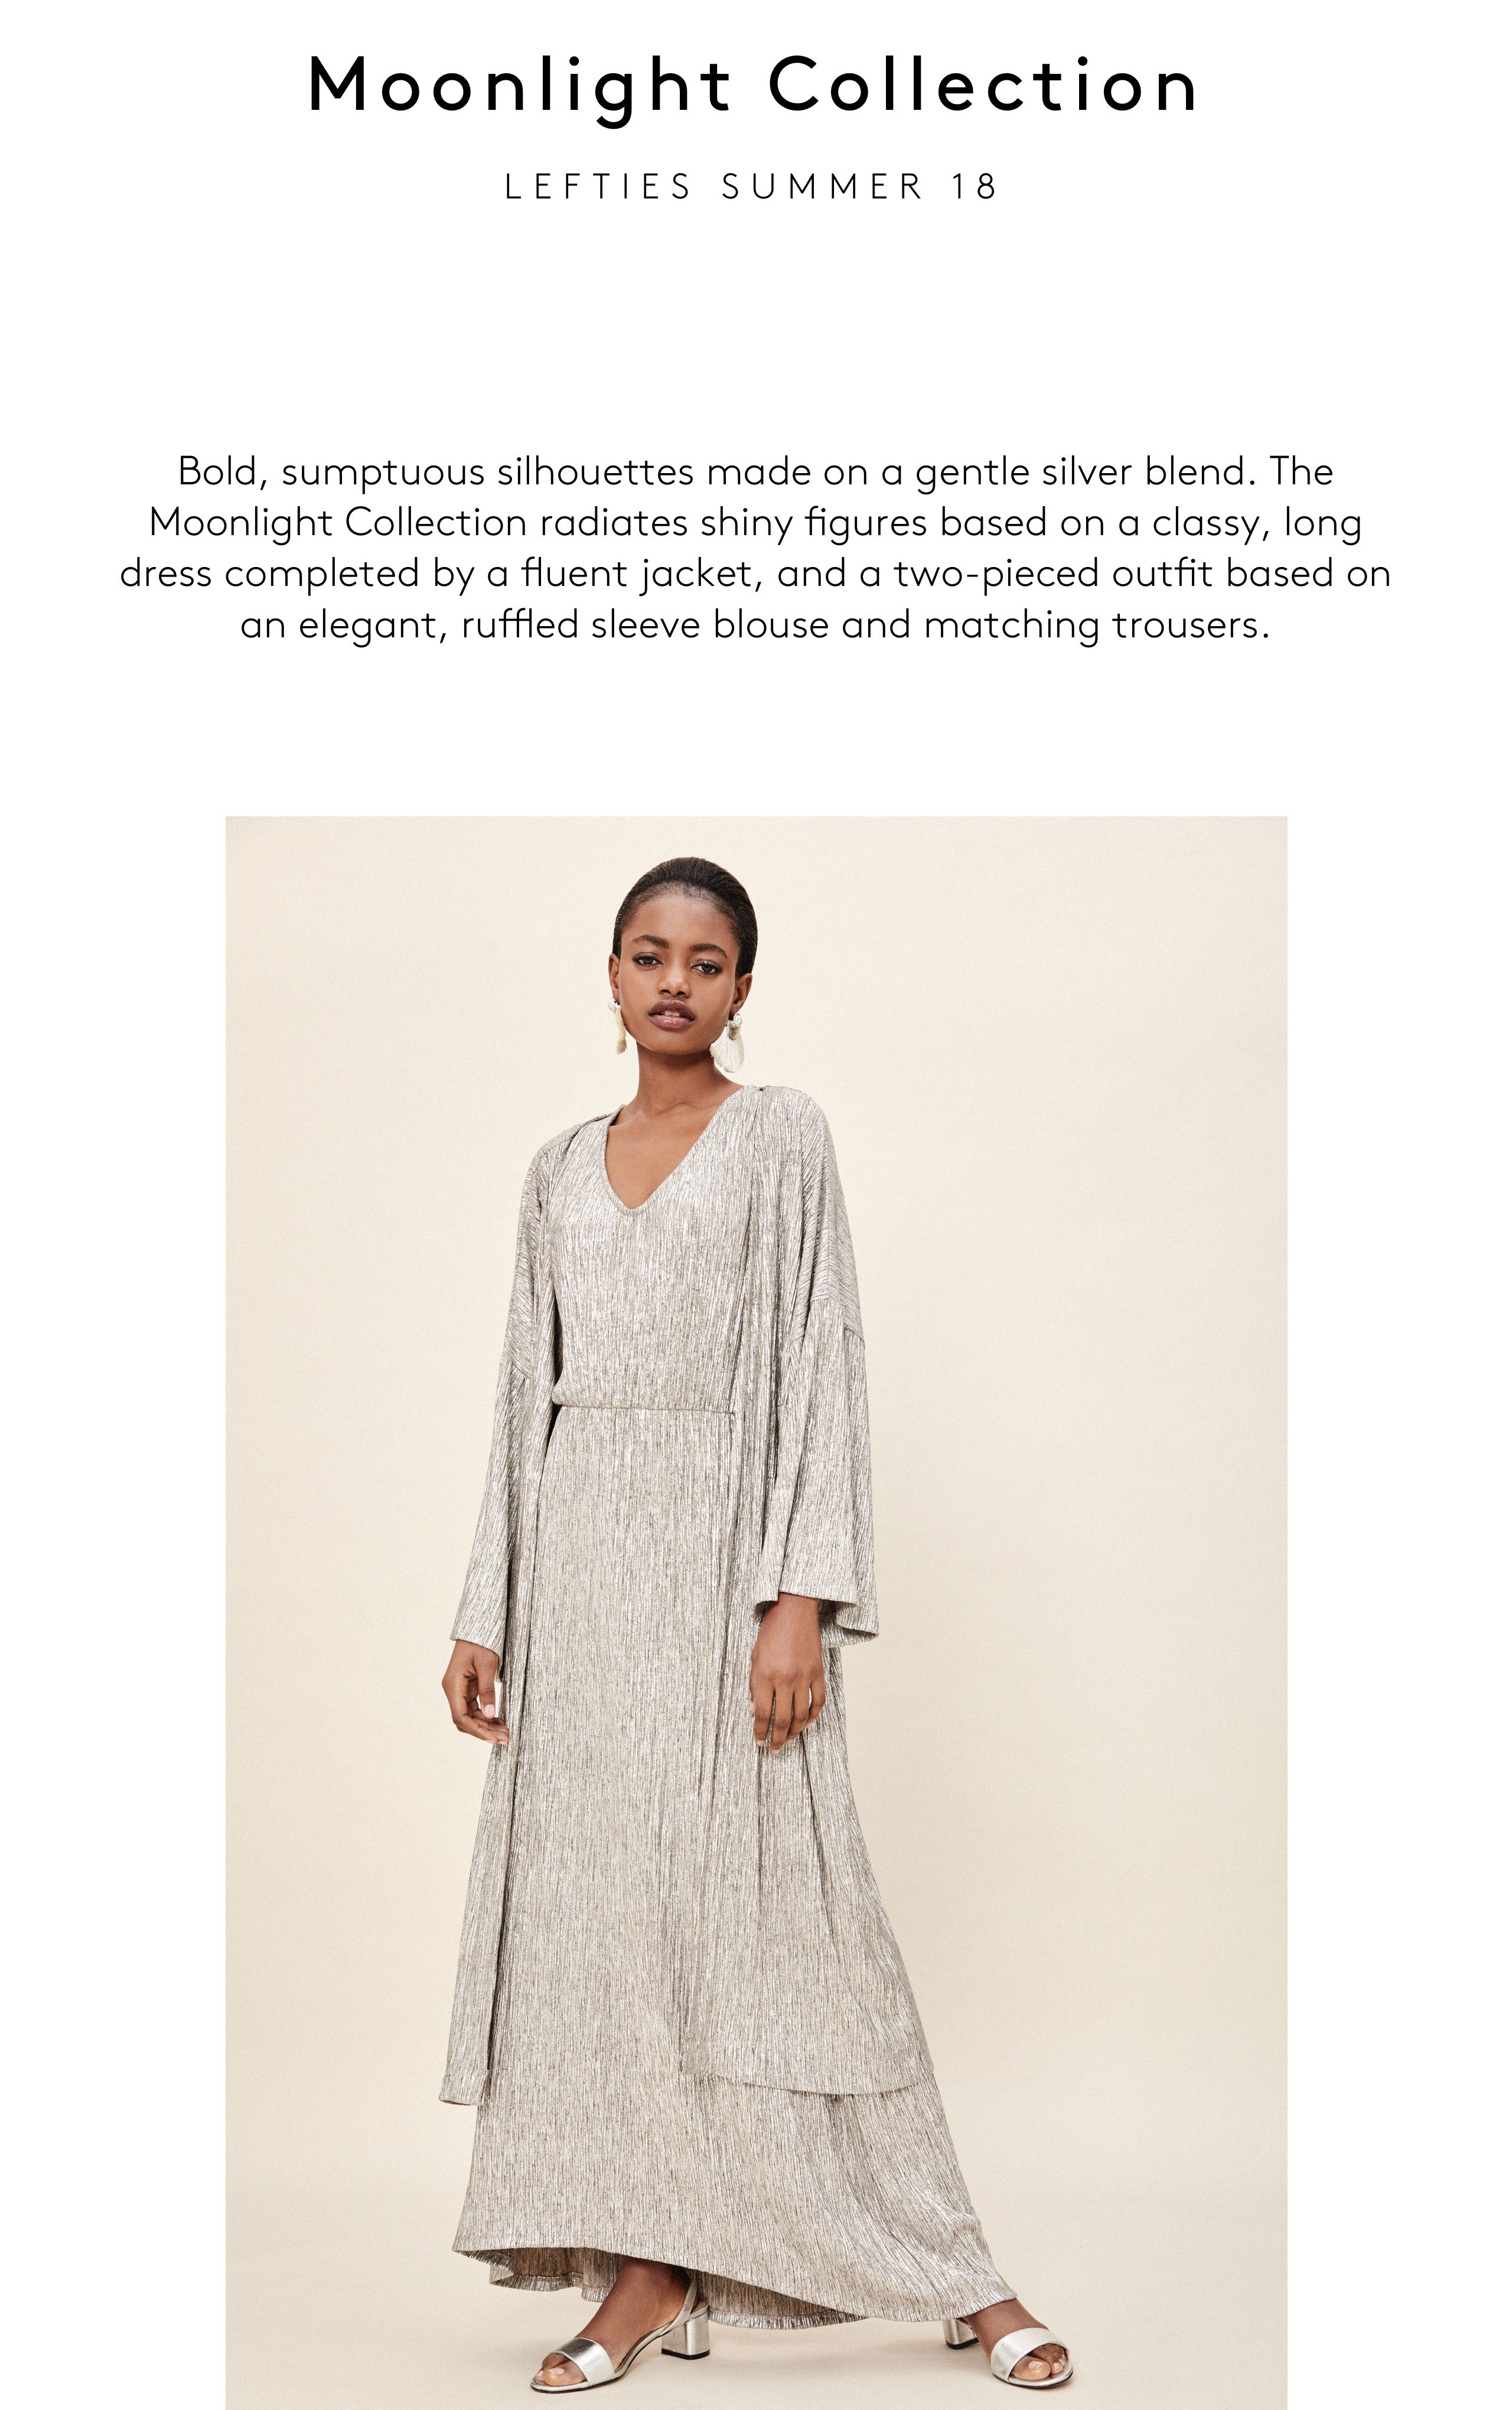 Moonlight Collection
LEFTIES SUMMER 18
Bold, sumptuous silhouettes made on a gentle silver blend. The
Moonlight Collection radiates shiny figures based on a classy, long
dress completed by a fluent jacket, and a two-pieced outfit based on
an elegant, ruffled sleeve blouse and matching trousers.